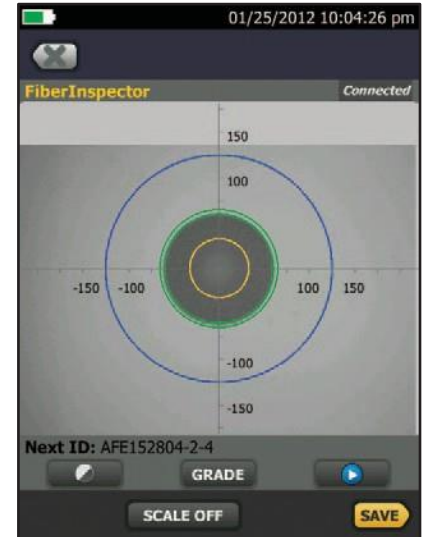 01/25/2012 10:04:26 pm
FiberInspector Connected
150
100
-150 -100 100 150
-100
-150
Next ID: AFE152804-2-4
GRADE
SCALE OFF SAVE